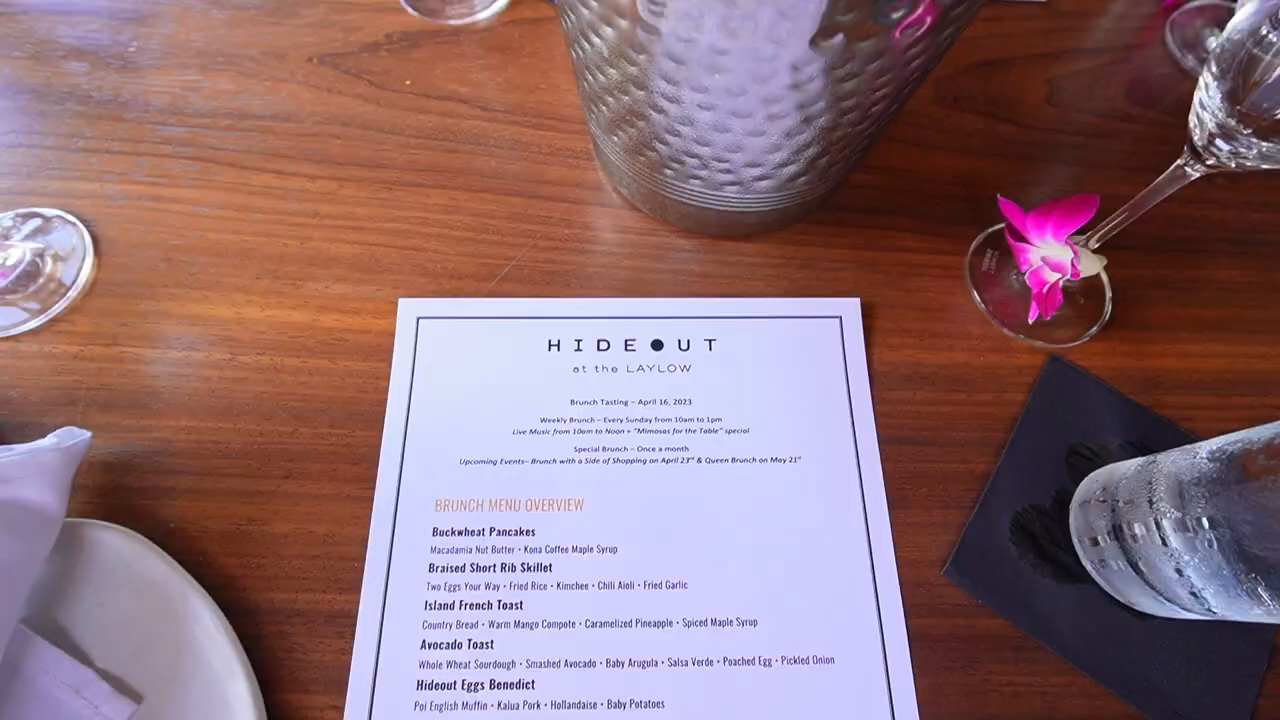 HIDEOUT
at the LAYLOW
Brunch Tasting – April 16, 2023
Weekly Brunch – Every Sunday from 10am to 1pm
Live Music from 10am to Noon + "Mimosas for the Table" special
Special Brunch – Once a month
Upcoming Events– Brunch with a Side of Shopping on April 23rd & Queen Brunch on May 21st
BRUNCH MENU OVERVIEW
Buckwheat Pancakes
Macadamia Nut Butter • Kona Coffee Maple Syrup
Braised Short Rib Skillet
Two Eggs Your Way • Fried Rice • Kimchee • Chili Aioli • Fried Garlic
Island French Toast
Country Bread • Warm Mango Compote • Caramelized Pineapple • Spiced Maple Syrup
Avocado Toast
Whole Wheat Sourdough • Smashed Avocado • Baby Arugula • Salsa Verde • Poached Egg • Pickled Onion
Hideout Eggs Benedict
Poi English Muffin • Kalua Pork • Hollandaise • Baby Potatoes